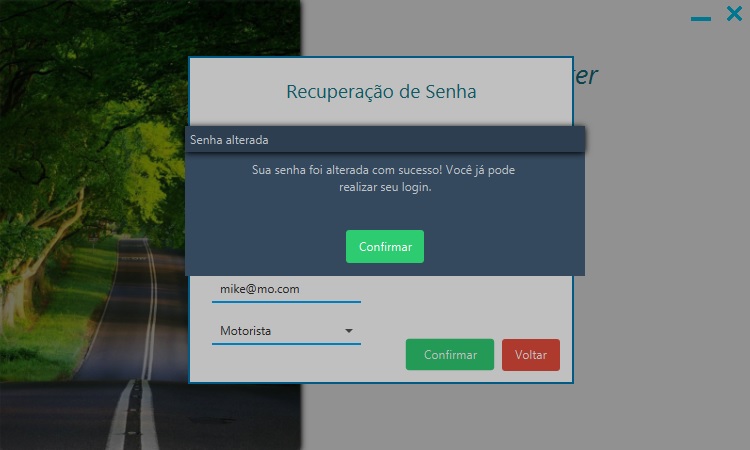 Recuperação de Senha
Senha alterada
Sua senha foi alterada com sucesso! Você já pode
realizar seu login.
Confirmar
mike@mo.com
Motorista
Confirmar
Voltar